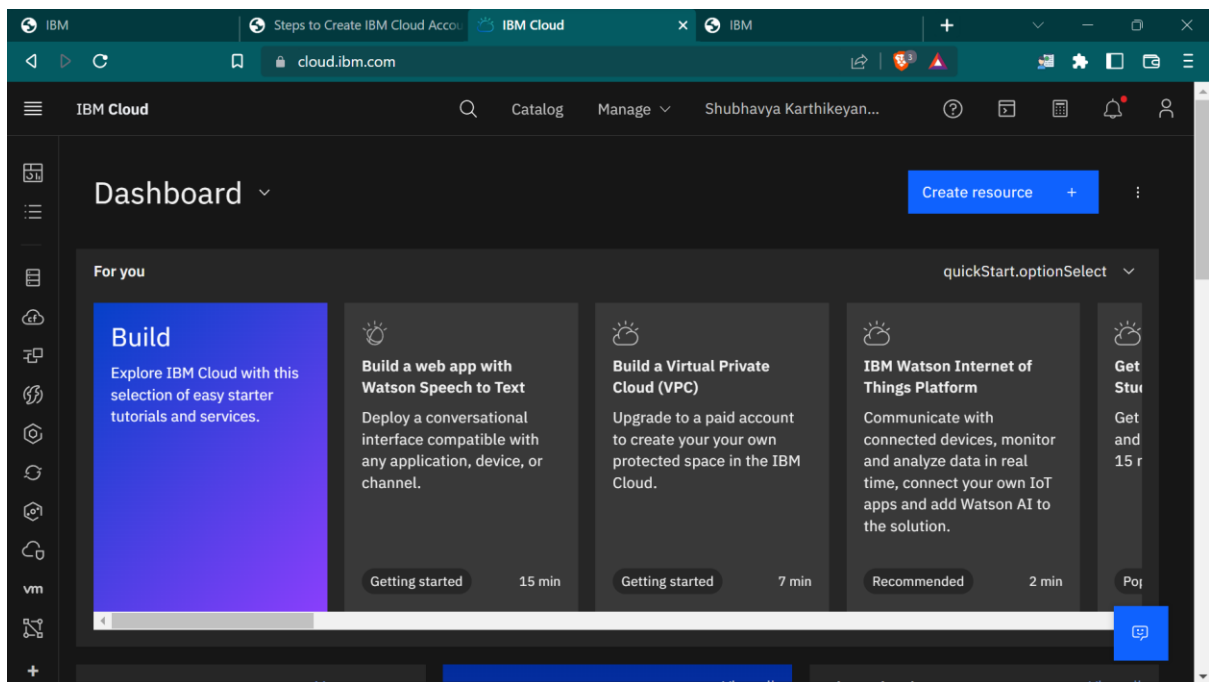 IBM
Steps to Create IBM Cloud Accou
IBM Cloud
IBM
cloud.ibm.com
IBM Cloud
Catalog
Manage
Shubhavya Karthikeyan...
Dashboard
Create resource +
For you
quickStart.optionSelect
Build
Explore IBM Cloud with this
selection of easy starter
tutorials and services.
Build a web app with
Watson Speech to Text
Deploy a conversational
interface compatible with
any application, device, or
channel.
Getting started
15 min
Build a Virtual Private
Cloud (VPC)
Upgrade to a paid account
to create your your own
protected space in the IBM
Cloud.
Getting started
7 min
IBM Watson Internet of
Things Platform
Communicate with
connected devices, monitor
and analyze data in real
time, connect your own IoT
apps and add Watson AI to
the solution.
Recommended
2 min
Get
Stu
Get
and
15
Po
vm